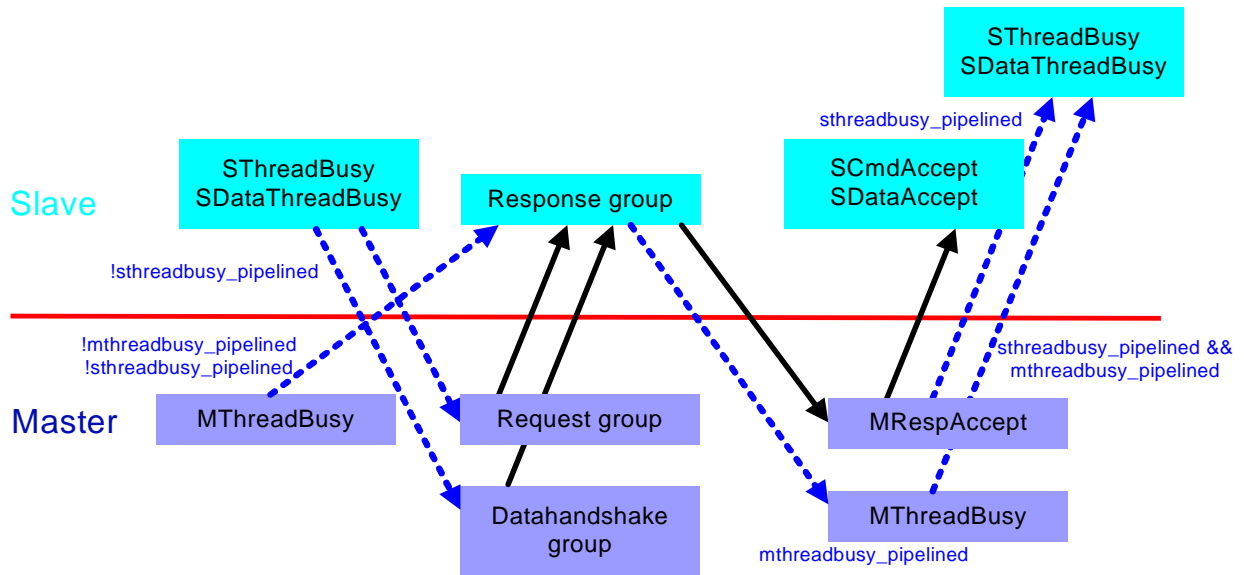 SThreadBusy
SDataThreadBusy
sthreadbusy_pipelined
SThreadBusy
SDataThreadBusy
SCmdAccept
SDataAccept
Slave
Response group
!sthreadbusy_pipelined
!mthreadbusy_pipelined
!sthreadbusy_pipelined
sthreadbusy_pipelined &&
mthreadbusy_pipelined
Master
MThreadBusy
Request group
MRespAccept
Datahandshake
group
MThreadBusy
mthreadbusy_pipelined